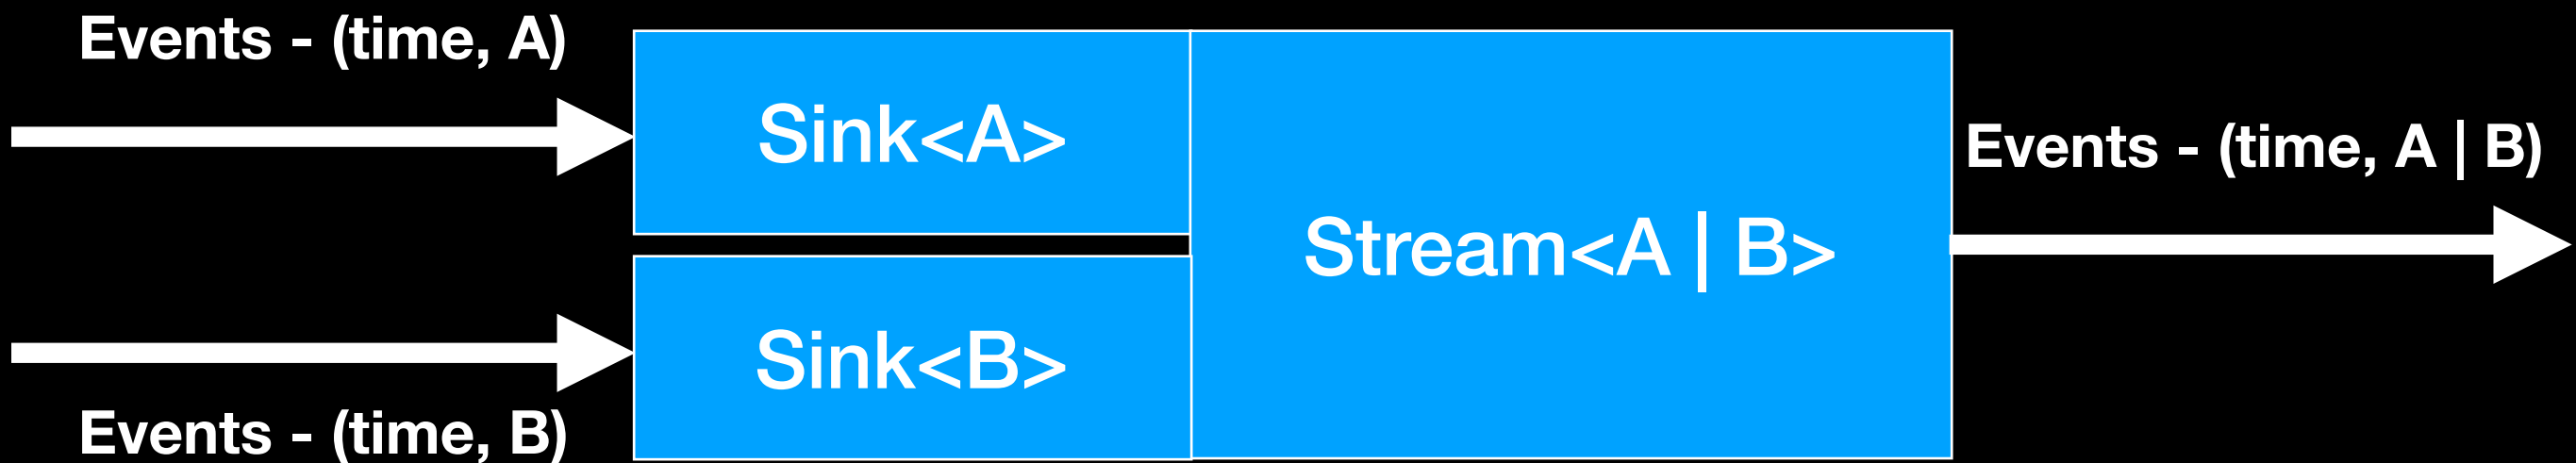 Events - (time, A)
Sink<A>
Events - (time, A | B)
Stream<A | B>
Sink<B>
Events - (time, B)